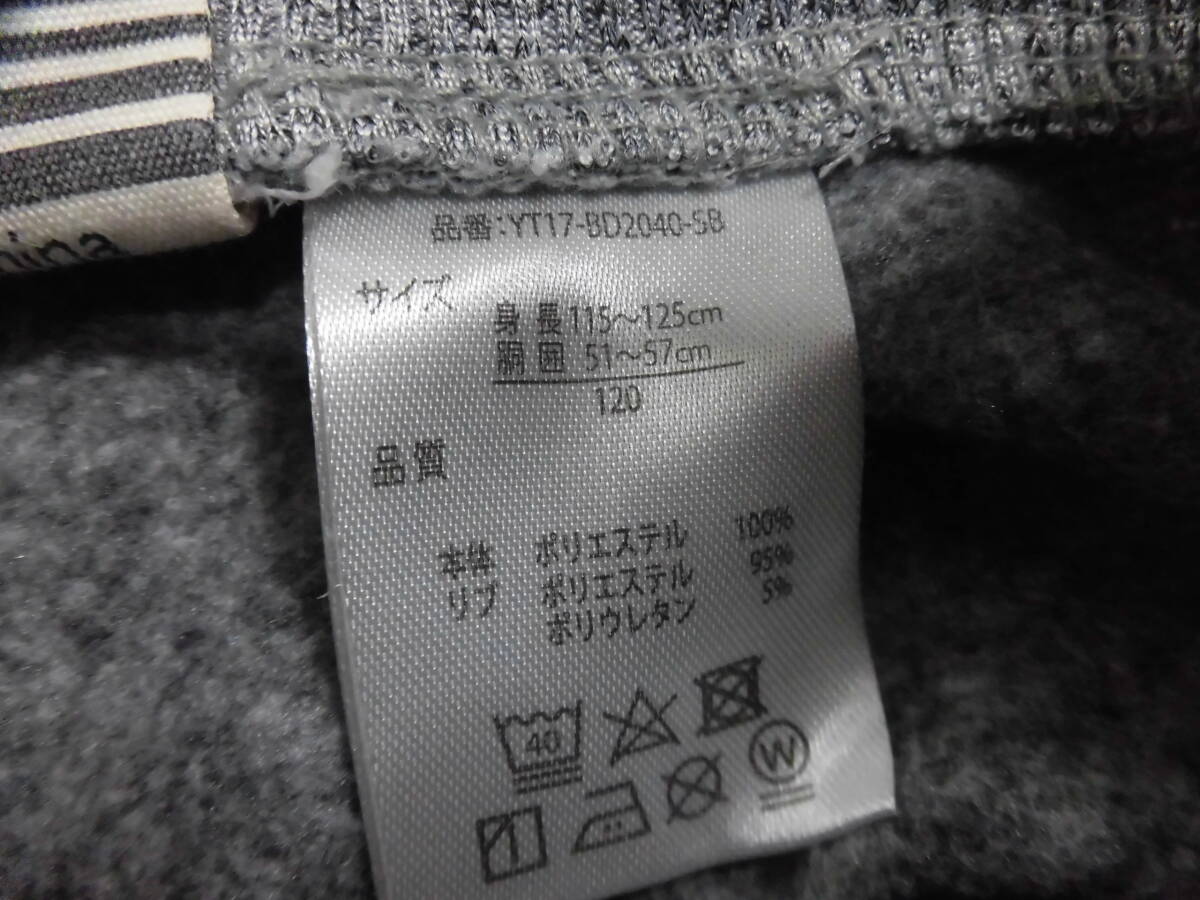 品番:YT17-BD2040-SB
サイズ
身長115〜125cm
胴囲 51〜57cm
120
品質
本体 ポリエステル 100%
リブ ポリエステル 95%
ポリウレタン 5%
40
W
hina